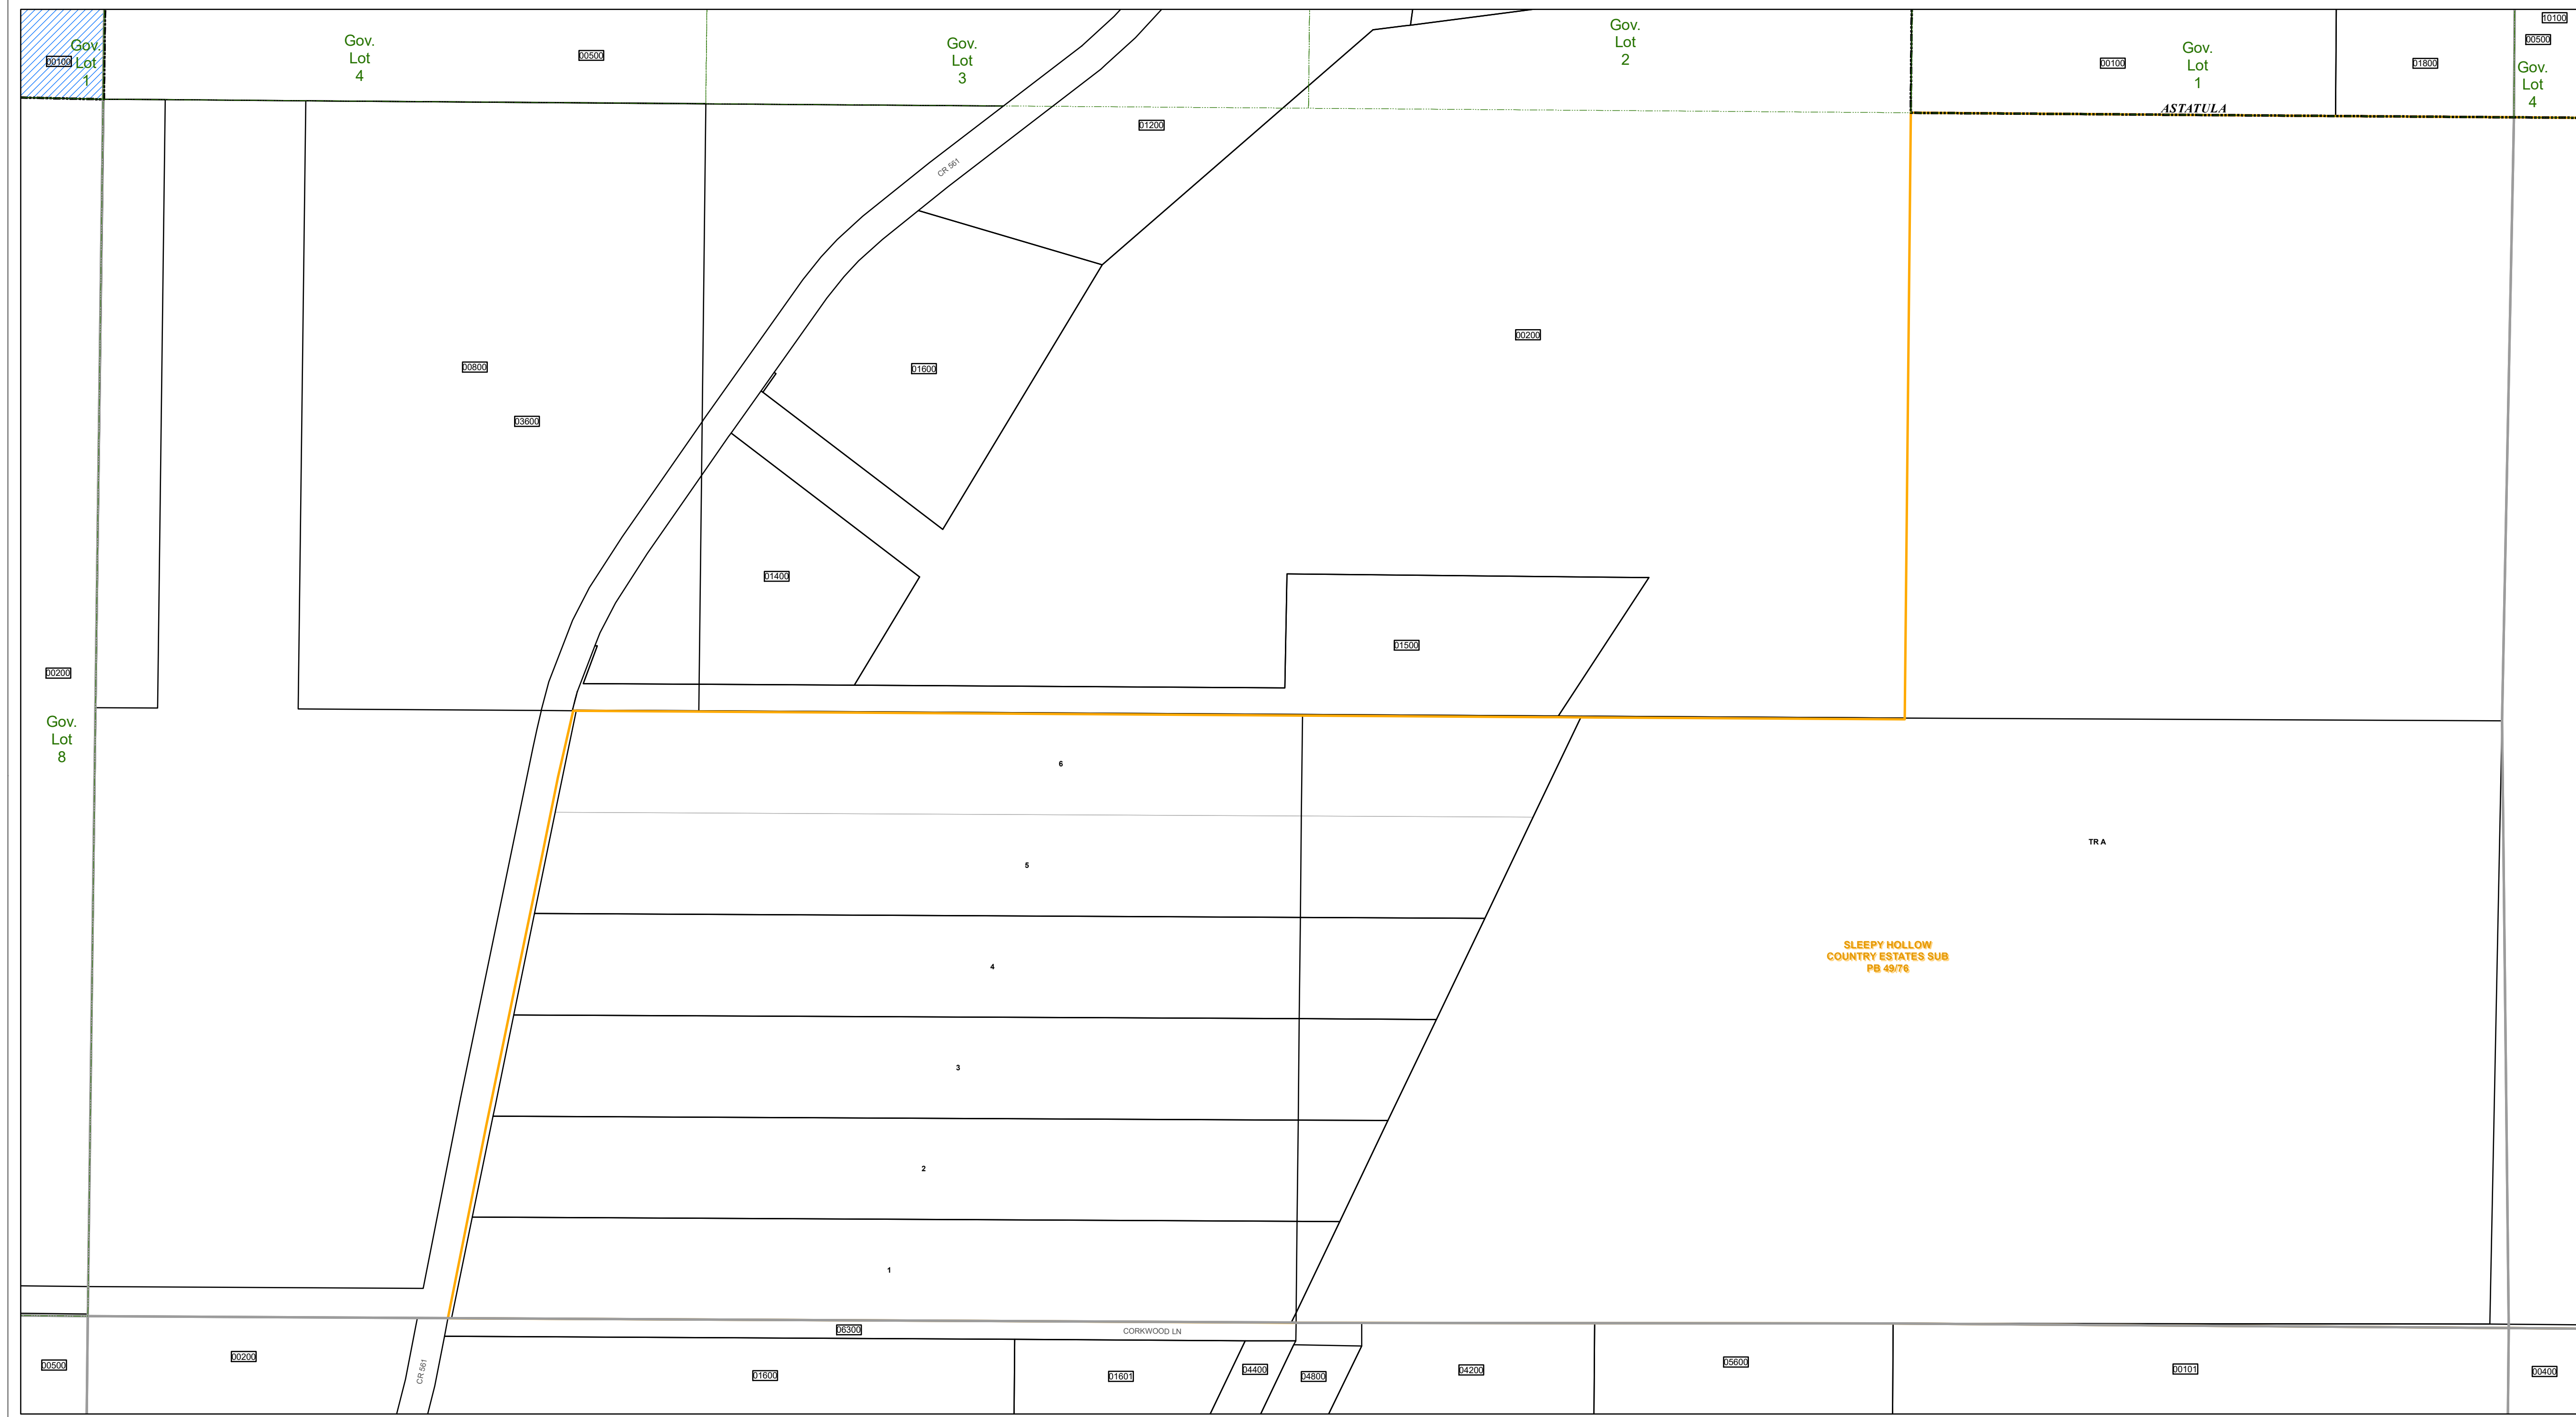 10100
Gov.
Lot
1
00100
Gov.
Lot
4
00500
Gov.
Lot
3
Gov.
Lot
2
00100
Gov.
Lot
1
01800
00500
Gov.
Lot
4
ASTATULA
01200
CR 561
00200
00800
01600
03600
01400
01500
00200
Gov.
Lot
8
6
TR A
5
SLEEPY HOLLOW
COUNTRY ESTATES SUB
PB 49/76
4
3
2
1
06300
CORKWOOD LN
00500
00200
CR 561
01600
01601
04400
04800
04200
05600
00101
00400